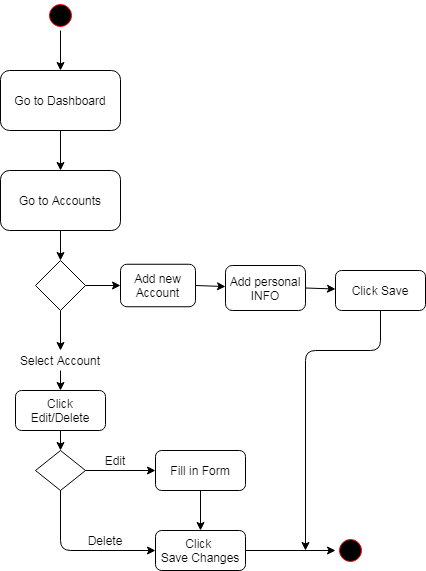 Go to Dashboard
Go to Accounts
Add new
Account
Add personal
INFO
Click Save
Select Account
Click
Edit/Delete
Edit
Fill in Form
Delete
Click
Save Changes